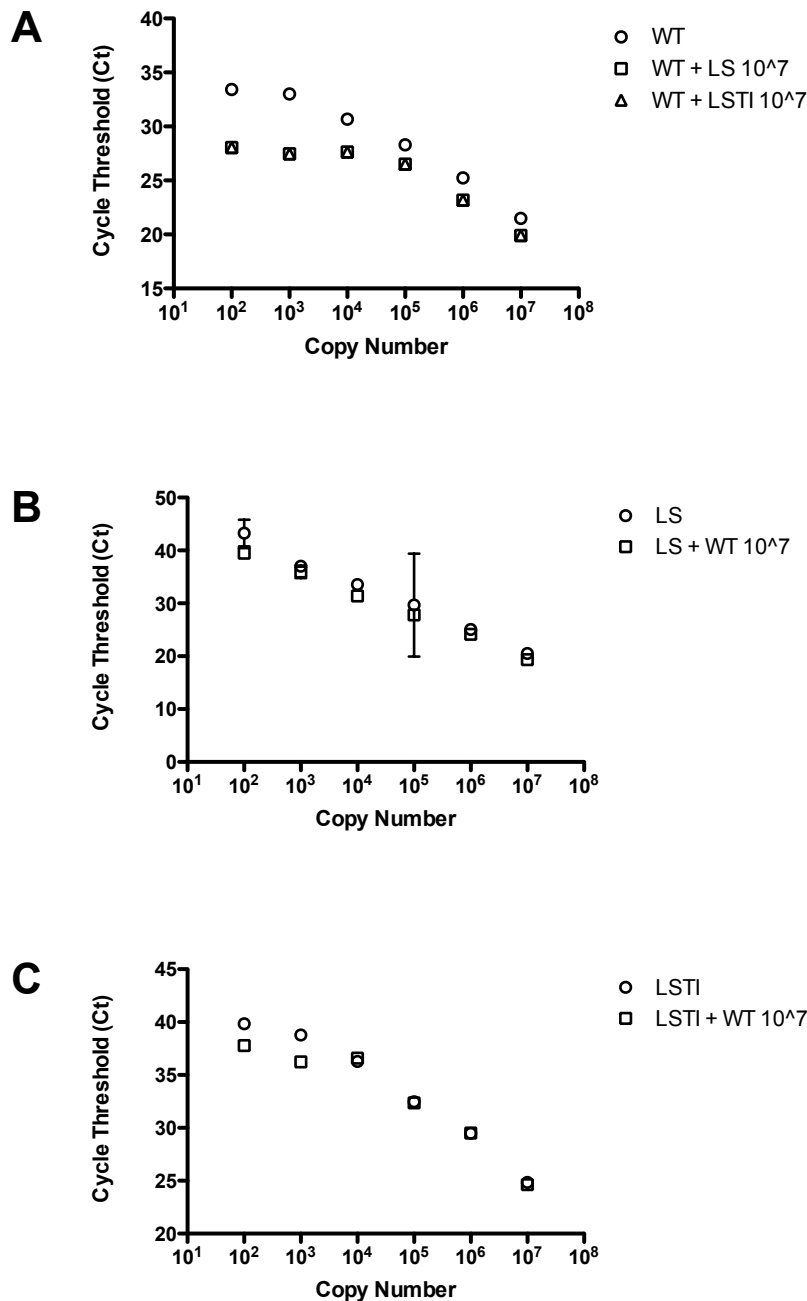 A
Cycle Threshold (Ct)
40
35
30
25
20
15
10^1 10^2 10^3 10^4 10^5 10^6 10^7 10^8
Copy Number
WT
WT + LS 10^7
WT + LSTI 10^7
B
Cycle Threshold (Ct)
50
40
30
20
10
0
10^1 10^2 10^3 10^4 10^5 10^6 10^7 10^8
Copy Number
LS
LS + WT 10^7
C
Cycle Threshold (Ct)
45
40
35
30
25
20
10^1 10^2 10^3 10^4 10^5 10^6 10^7 10^8
Copy Number
LSTI
LSTI + WT 10^7